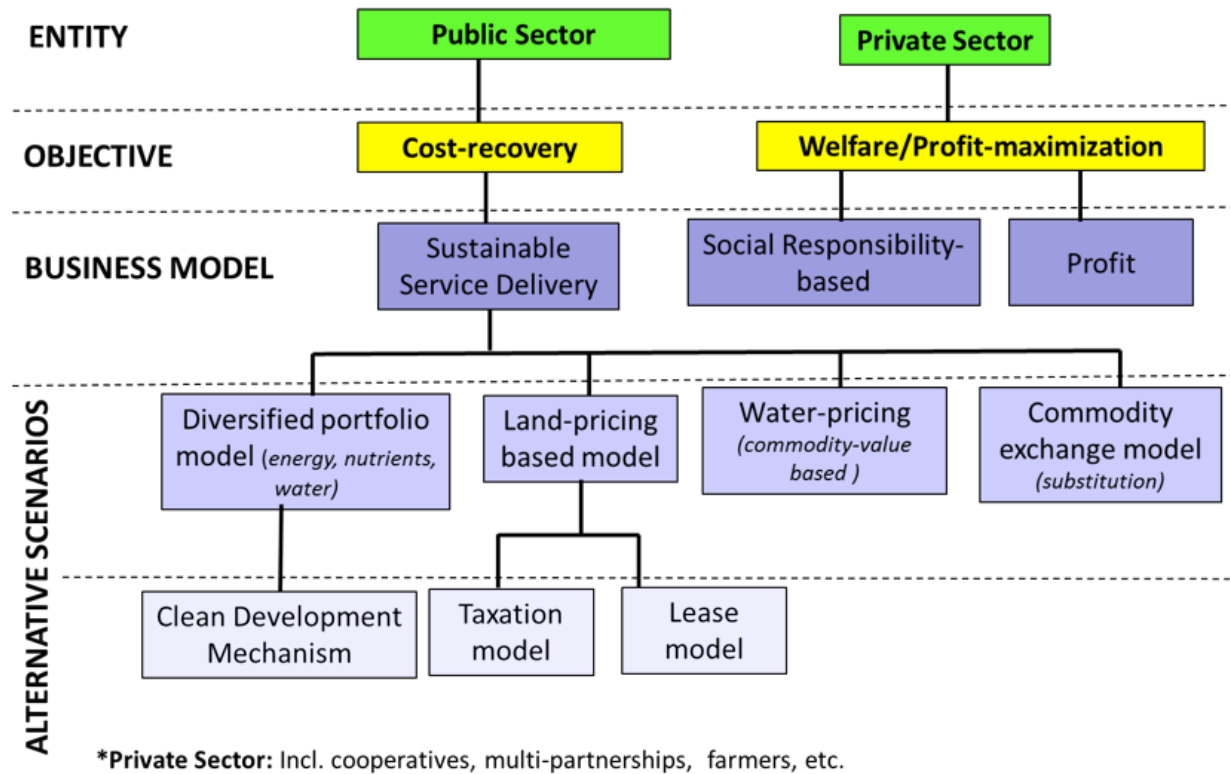 ENTITY
Public Sector
Private Sector
OBJECTIVE
Cost-recovery
Welfare/Profit-maximization
BUSINESS MODEL
Sustainable
Service Delivery
Social Responsibility-
based
Profit
ALTERNATIVE SCENARIOS
Diversified portfolio
model (energy, nutrients,
water)
Land-pricing
based model
Water-pricing
(commodity-value
based )
Commodity
exchange model
(substitution)
Clean Development
Mechanism
Taxation
model
Lease
model
*Private Sector: Incl. cooperatives, multi-partnerships, farmers, etc.